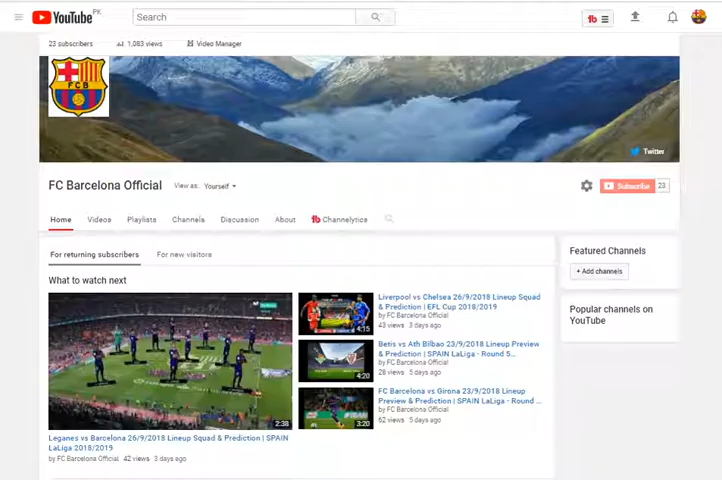 YouTube PK
Search
tb
23 subscribers
1,083 views
Video Manager
FCB
Twitter
FC Barcelona Official
View as: Yourself
Subscribe 23
Home
Videos
Playlists
Channels
Discussion
About
tb Channelytics
For returning subscribers
For new visitors
What to watch next
2:38
Leganes vs Barcelona 26/9/2018 Lineup Squad & Prediction | SPAIN
LaLiga 2018/2019
by FC Barcelona Official 42 views 3 days ago
4:15
Liverpool vs Chelsea 26/9/2018 Lineup Squad
& Prediction | EFL Cup 2018/2019
by FC Barcelona Official
43 views 3 days ago
4:20
Betis vs Ath Bilbao 23/9/2018 Lineup Preview
& Prediction | SPAIN LaLiga - Round 5...
by FC Barcelona Official
28 views 5 days ago
3:20
FC Barcelona vs Girona 23/9/2018 Lineup
Preview & Prediction | SPAIN LaLiga - Round ...
by FC Barcelona Official
62 views 5 days ago
Featured Channels
+ Add channels
Popular channels on
YouTube